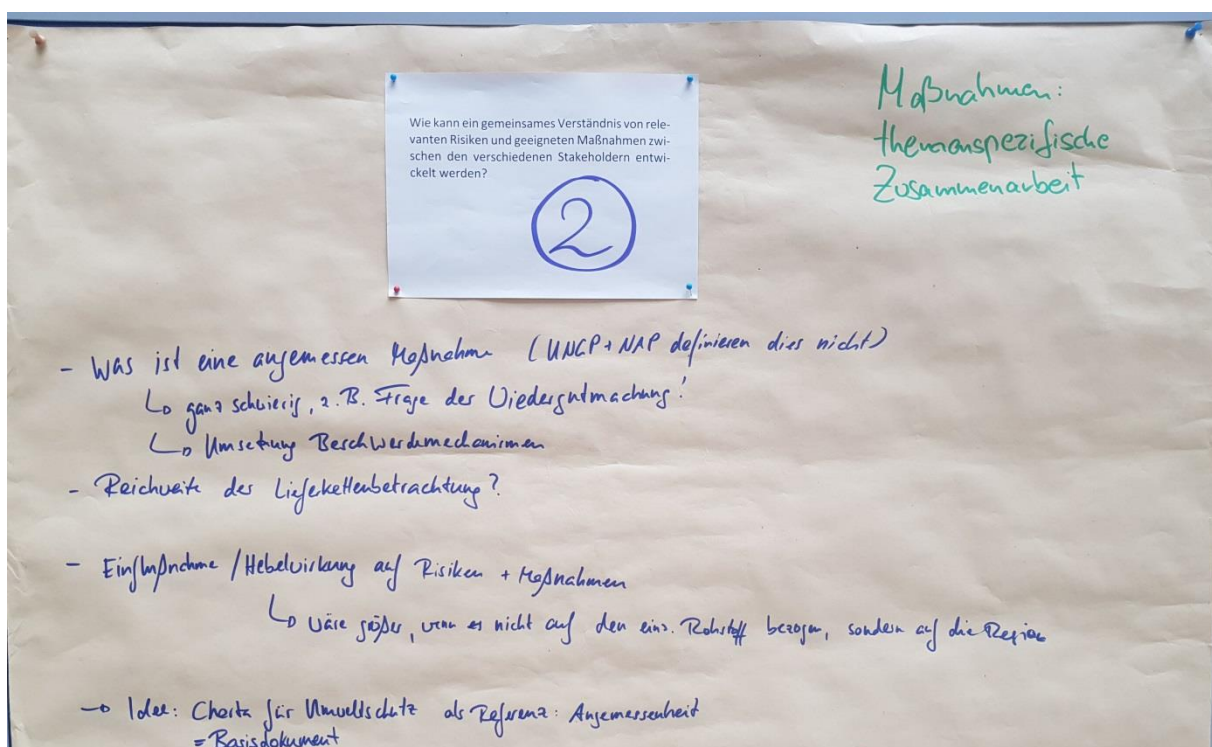 Wie kann ein gemeinsames Verständnis von rele-
vanten Risiken und geeigneten Maßnahmen zwi-
schen den verschiedenen Stakeholdern entwi-
ckelt werden?
2
Maßnahmen:
themenspezifische
Zusammenarbeit
- Was ist eine angemessen Maßnahme (UNGP + NAP definieren dies nicht)
↳ ganz schwierig, z.B. Frage der Wiedergutmachung!
↳ Umsetzung Beschwerdemechanismen
- Reichweite der Lieferkettenbetrachtung?
- Einflußnahme / Hebelwirkung auf Risiken + Maßnahmen
↳ wäre größer, wenn es nicht auf den einz. Rohstoff bezogen, sondern auf die Region
→ Idee: Charta für Umweltschutz als Referenz: Angemessenheit
= Basisdokument